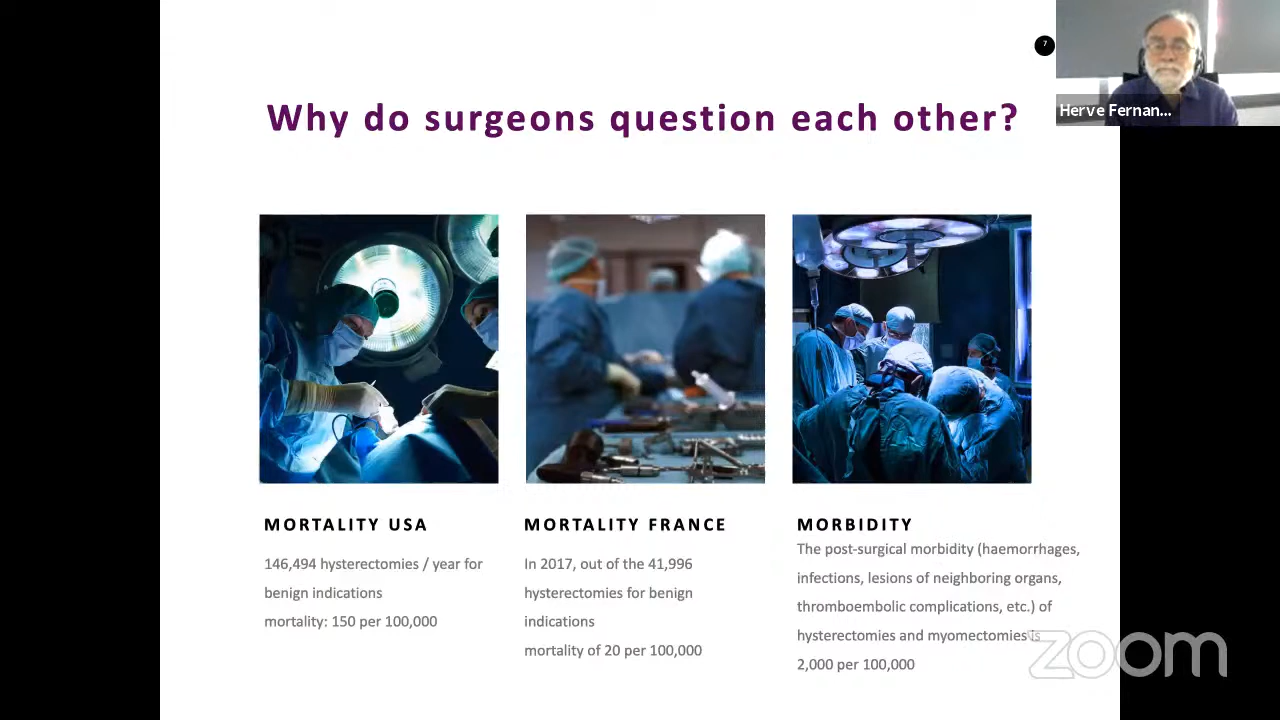 7
Why do surgeons question each other?
Herve Fernan...
MORTALITY USA
146,494 hysterectomies / year for
benign indications
mortality: 150 per 100,000
MORTALITY FRANCE
In 2017, out of the 41,996
hysterectomies for benign
indications
mortality of 20 per 100,000
MORBIDITY
The post-surgical morbidity (haemorrhages,
infections, lesions of neighboring organs,
thromboembolic complications, etc.) of
hysterectomies and myomectomies is
2,000 per 100,000
zoom